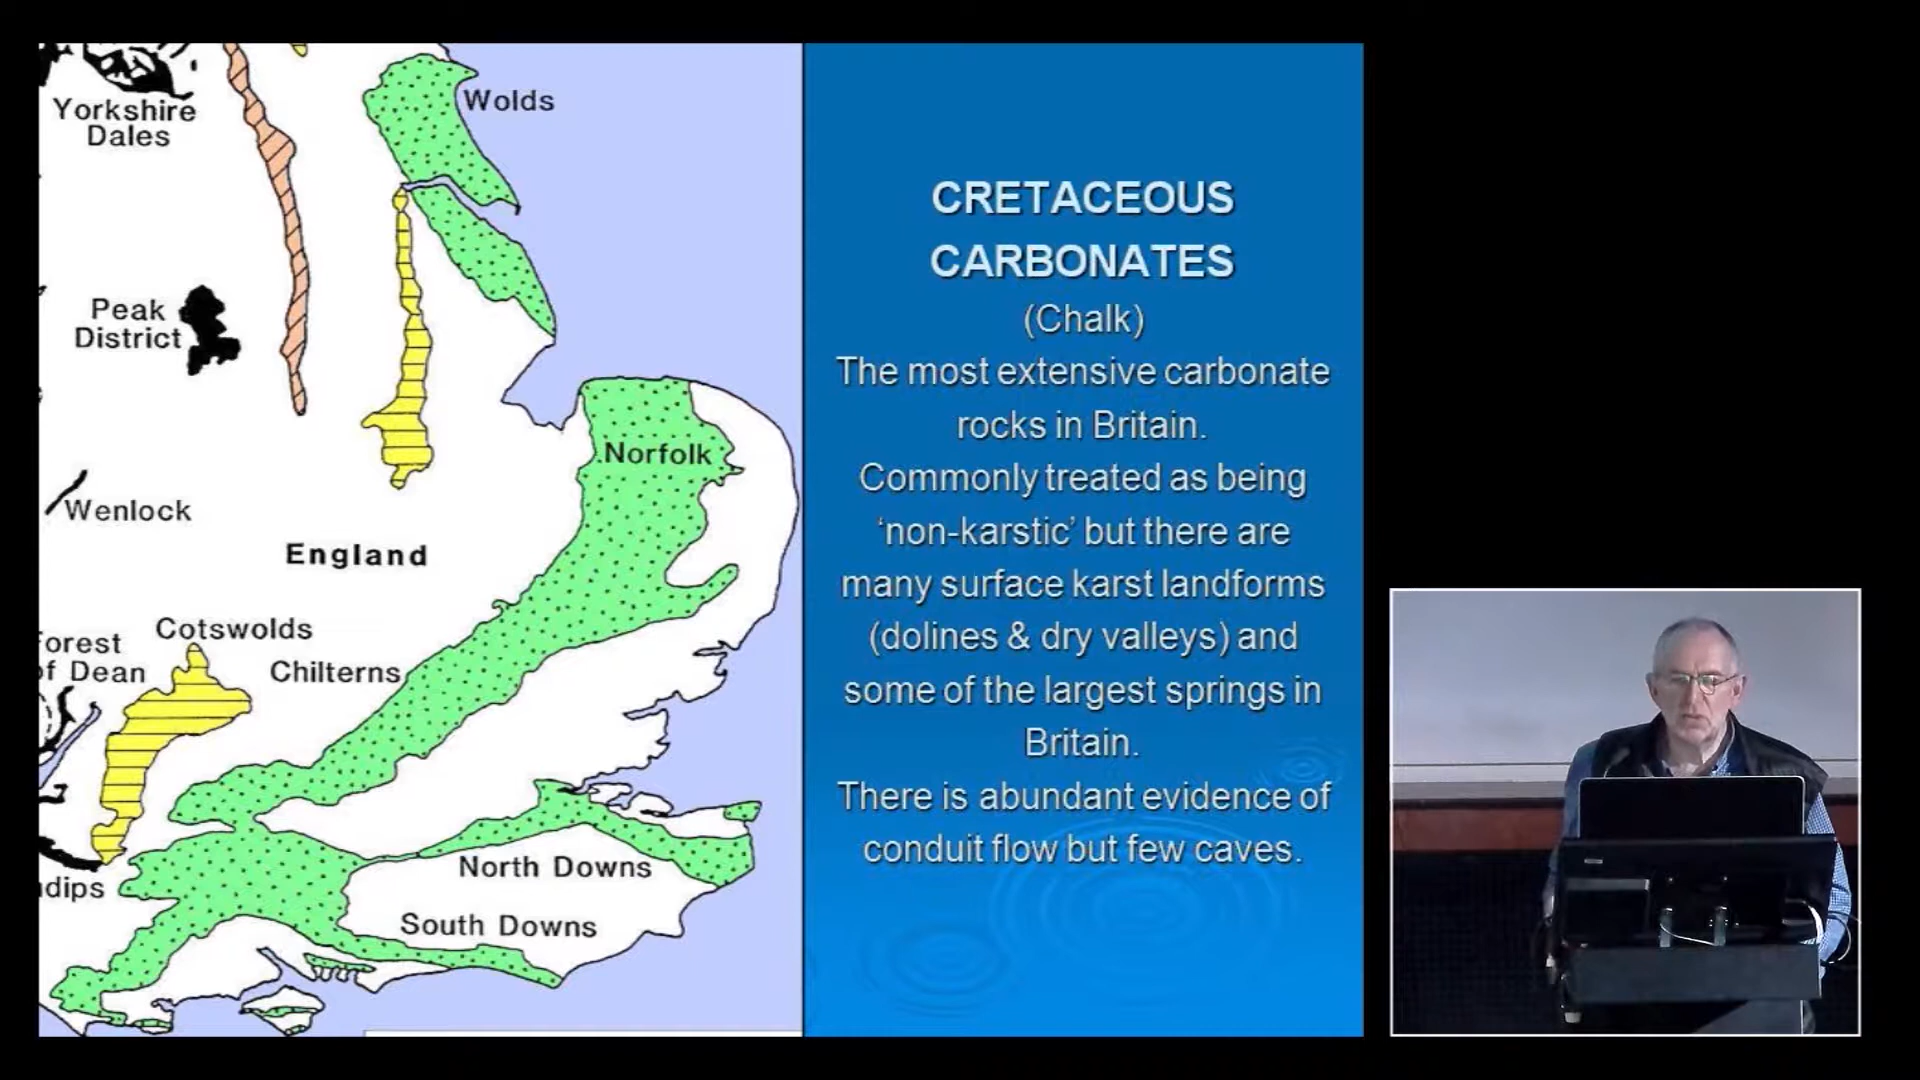 Yorkshire
Dales
Wolds
Peak
District
Norfolk
Wenlock
England
Cotswolds
of Dean
Chilterns
North Downs
South Downs
CRETACEOUS
CARBONATES
(Chalk)
The most extensive carbonate
rocks in Britain.
Commonly treated as being
‘non-karstic’ but there are
many surface karst landforms
(dolines & dry valleys) and
some of the largest springs in
Britain.
There is abundant evidence of
conduit flow but few caves.